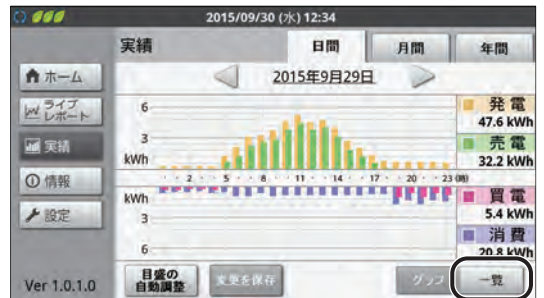 2015/09/30 (水) 12:34
実績
日間
月間
年間
ホーム
ライブレポート
実績
情報
設定
Ver 1.0.1.0
2015年9月29日
6
3
kWh
2 5 8 11 14 17 20 23 (時)
kWh
3
6
発電
47.6 kWh
売電
32.2 kWh
買電
5.4 kWh
消費
20.8 kWh
目盛の
自動調整
変更を保存
グラフ
一覧